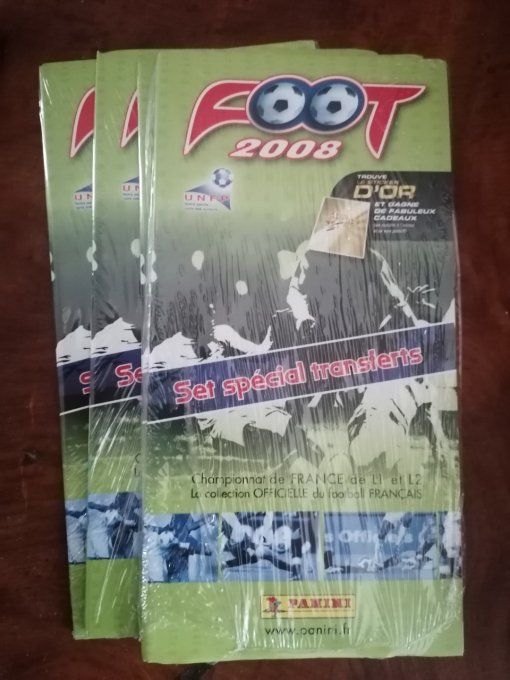 FOOT
2008
UNFP
TROUVE
LE STICKER
D'OR
ET GAGNE
DE FABULEUX
CADEAUX
Set spécial transferts
Championnat de FRANCE de L1 et L2
La collection OFFICIELLE du football FRANÇAIS
PANINI
www.panini.fr